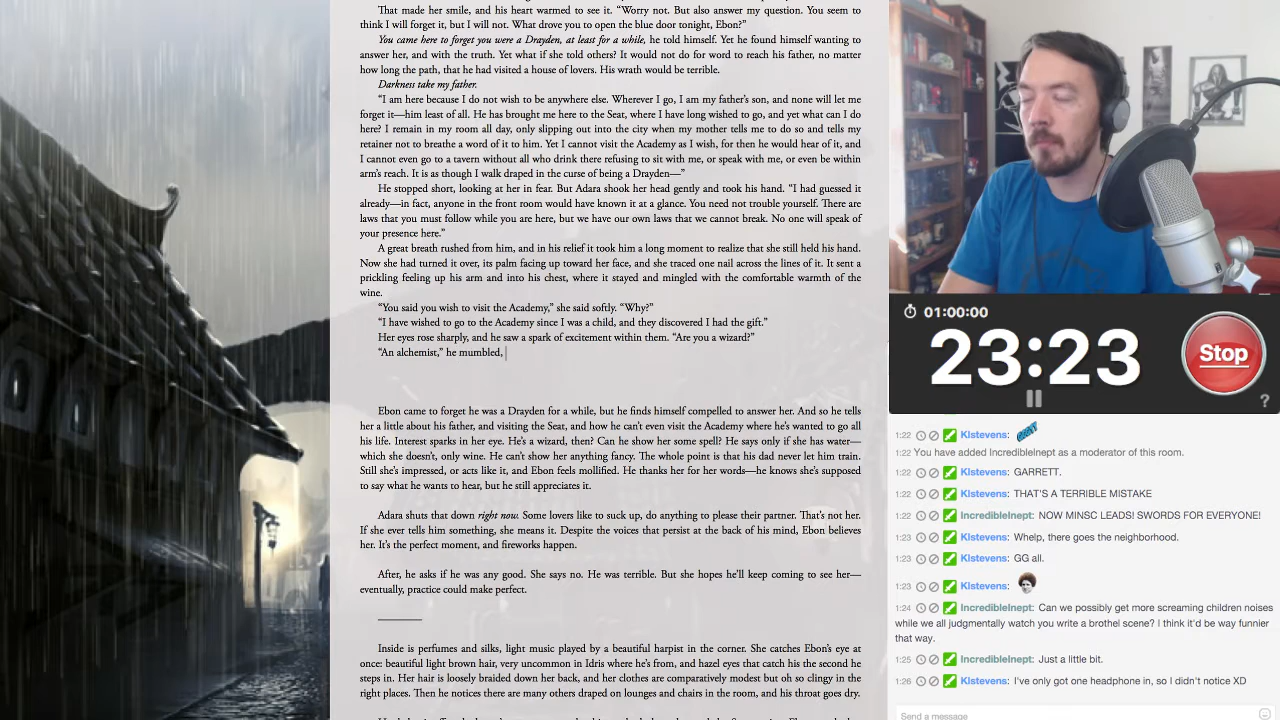 That made her smile, and his heart warmed to see it. “Worry not. But also answer my question. You seem to
think I will forget it, but I will not. What drove you to open the blue door tonight, Ebon?”
You came here to forget you were a Drayden, at least for a while, he told himself. Yet he found himself wanting to
answer her, and with the truth. Yet what if she told others? It would not do for word to reach his father, no matter
how long the path, that he had visited a house of lovers. His wrath would be terrible.
Darkness take my father.
“I am here because I do not wish to be anywhere else. Wherever I go, I am my father’s son, and none will let me
forget it—him least of all. He has brought me here to the Seat, where I have long wished to go, and yet what can I do
here? I remain in my room all day, only slipping out into the city when my mother tells me to do so and tells my
retainer not to breathe a word of it to him. Yet I cannot visit the Academy as I wish, for then he would hear of it, and
I cannot even go to a tavern without all who drink there refusing to sit with me, or speak with me, or even be within
arm’s reach. It is as though I walk draped in the curse of being a Drayden—”
He stopped short, looking at her in fear. But Adara shook her head gently and took his hand. “I had guessed it
already—in fact, anyone in the front room would have known it at a glance. You need not trouble yourself. There are
laws that you must follow while you are here, but we have our own laws that we cannot break. No one will speak of
your presence here.”
A great breath rushed from him, and in his relief it took him a long moment to realize that she still held his hand.
Now she had turned it over, its palm facing up toward her face, and she traced one nail across the lines of it. It sent a
prickling feeling up his arm and into his chest, where it stayed and mingled with the comfortable warmth of the
wine.
“You said you wish to visit the Academy,” she said softly. “Why?”
“I have wished to go to the Academy since I was a child, and they discovered I had the gift.”
Her eyes rose sharply, and he saw a spark of excitement within them. “Are you a wizard?”
“An alchemist,” he mumbled,
Ebon came to forget he was a Drayden for a while, but he finds himself compelled to answer her. And so he tells
her a little about his father, and visiting the Seat, and how he can’t even visit the Academy where he’s wanted to go all
his life. Interest sparks in her eye. He’s a wizard, then? Can he show her some spell? He says only if she has water—
which she doesn’t, only wine. He can’t show her anything fancy. The whole point is that his dad never let him train.
Still she’s impressed, or acts like it, and Ebon feels mollified. He thanks her for her words—he knows she’s supposed
to say what he wants to hear, but he still appreciates it.
Adara shuts that down right now. Some lovers like to suck up, do anything to please their partner. That’s not her.
If she ever tells him something, she means it. Despite the voices that persist at the back of his mind, Ebon believes
her. It’s the perfect moment, and fireworks happen.
After, he asks if he was any good. She says no. He was terrible. But she hopes he’ll keep coming to see her—
eventually, practice could make perfect.
Inside is perfumes and silks, light music played by a beautiful harpist in the corner. She catches Ebon’s eye at
once: beautiful light brown hair, very uncommon in Idris where he’s from, and hazel eyes that catch his the second he
steps in. Her hair is loosely braided down her back, and her clothes are comparatively modest but oh so clingy in the
right places. Then he notices there are many others draped on lounges and chairs in the room, and his throat goes dry.
01:00:00
23:23
Stop
?
1:22 KIstevens:
1:22 You have added IncredibleInept as a moderator of this room.
1:22 KIstevens: GARRETT.
1:22 KIstevens: THAT'S A TERRIBLE MISTAKE
1:22 IncredibleInept: NOW MINSC LEADS! SWORDS FOR EVERYONE!
1:23 KIstevens: Whelp, there goes the neighborhood.
1:23 KIstevens: GG all.
1:23 KIstevens:
1:24 IncredibleInept: Can we possibly get more screaming children noises
while we all judgmentally watch you write a brothel scene? I think it'd be way funnier
that way.
1:25 IncredibleInept: Just a little bit.
1:26 KIstevens: I've only got one headphone in, so I didn't notice XD
Send a message